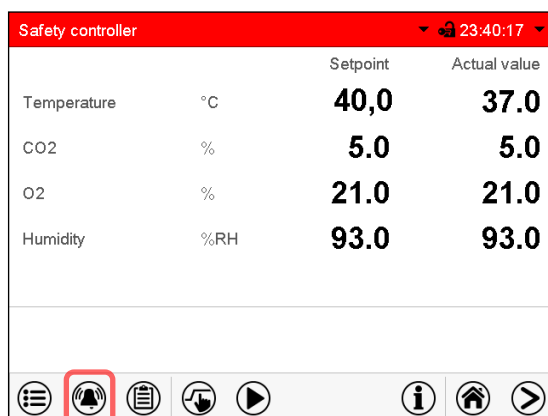 Safety controller 23:40:17
Setpoint Actual value
Temperature °C 40,0 37.0
CO2 % 5.0 5.0
O2 % 21.0 21.0
Humidity %RH 93.0 93.0